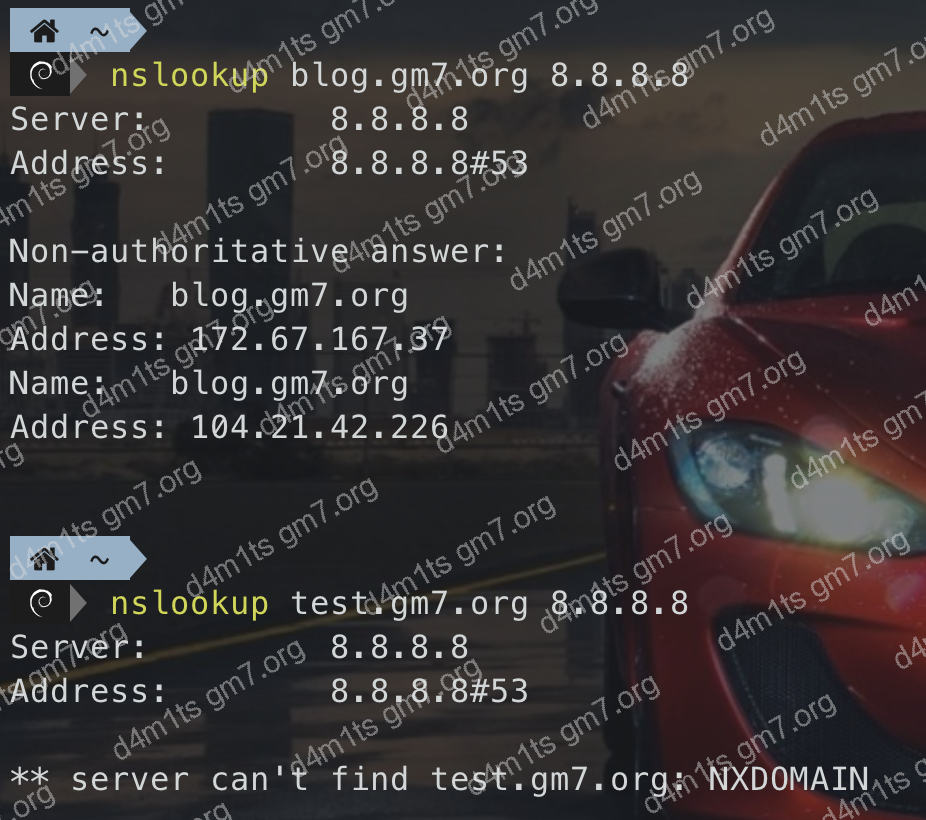 ~
nslookup blog.gm7.org 8.8.8.8
Server:         8.8.8.8
Address:        8.8.8.8#53
Non-authoritative answer:
Name:   blog.gm7.org
Address: 172.67.167.37
Name:   blog.gm7.org
Address: 104.21.42.226
~
nslookup test.gm7.org 8.8.8.8
Server:         8.8.8.8
Address:        8.8.8.8#53
** server can't find test.gm7.org: NXDOMAIN
d4m1ts gm7.org